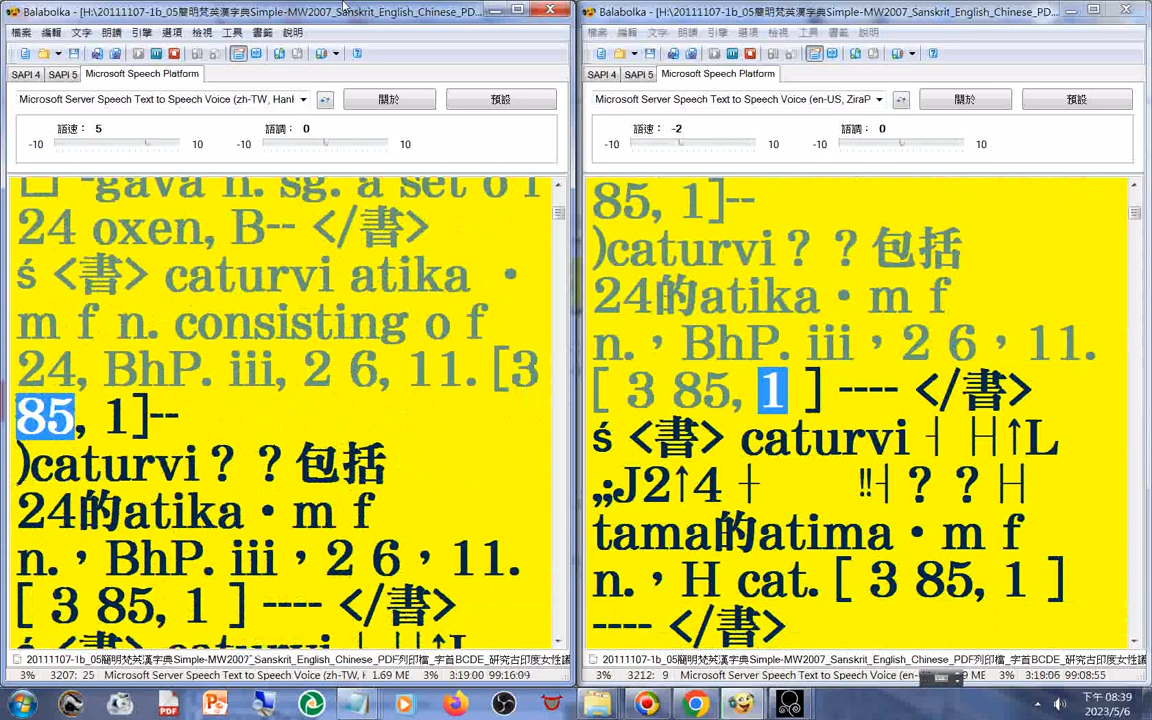 Balabolka - [H:\20111107-1b_05簡明梵英漢字典Simple-MW2007_Sanskrit_English_Chinese_PD...
檔案 編輯 文字 朗讀 引擎 選項 檢視 工具 書籤 說明
SAPI 4 SAPI 5 Microsoft Speech Platform
Microsoft Server Speech Text to Speech Voice (zh-TW, HanH
關於 預設
語速： 5 語調： 0
-10 10 -10 10
-gava n. sg. a set o f
24 oxen, B-- </書>
ś <書> caturvi atika •
m f n. consisting o f
24, BhP. iii, 2 6, 11. [3
85, 1]--
)caturvi？？包括
24的atika•m f
n.，BhP. iii，2 6，11.
[ 3 85, 1 ] ---- </書>
20111107-1b_05簡明梵英漢字典Simple-MW2007_Sanskrit_English_Chinese_PDF列印檔_字首BCDE_研究古印度女性議
3% 3207: 25 Microsoft Server Speech Text to Speech Voice (zh-TW, H 1.69 ME 3% 3:19:00 99:16:09
Balabolka - [H:\20111107-1b_05簡明梵英漢字典Simple-MW2007_Sanskrit_English_Chinese_PD...
檔案 編輯 文字 朗讀 引擎 選項 檢視 工具 書籤 說明
SAPI 4 SAPI 5 Microsoft Speech Platform
Microsoft Server Speech Text to Speech Voice (en-US, ZiraP
關於 預設
語速： -2 語調： 0
-10 10 -10 10
85, 1]--
)caturvi？？包括
24的atika•m f
n.，BhP. iii，2 6，11.
[ 3 85, 1 ] ---- </書>
ś <書> caturvi ┤├┤↑L
„;J2↑4 ┼ ‼┤？？├┤
tama的atima•m f
n.，H cat. [ 3 85, 1 ]
---- </書>
20111107-1b_05簡明梵英漢字典Simple-MW2007_Sanskrit_English_Chinese_PDF列印檔_字首BCDE_研究古印度女性議
3% 3212: 9 Microsoft Server Speech Text to Speech Voice (en-US, 3% 3:19:06 99:08:55
下午 08:39
2023/5/6